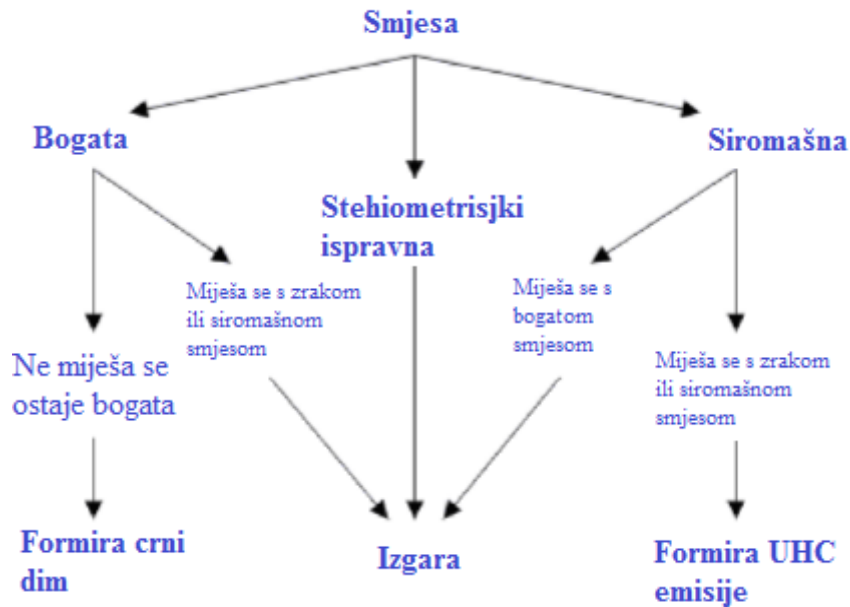 Smjesa
Bogata
Siromašna
Stehiometrisjki
ispravna
Miješa se s zrakom
ili siromašnom
smjesom
Miješa se s
bogatom
smjesom
Ne miješa se
ostaje bogata
Miješa se s zrakom
ili siromašnom
smjesom
Formira crni
dim
Izgara
Formira UHC
emisije